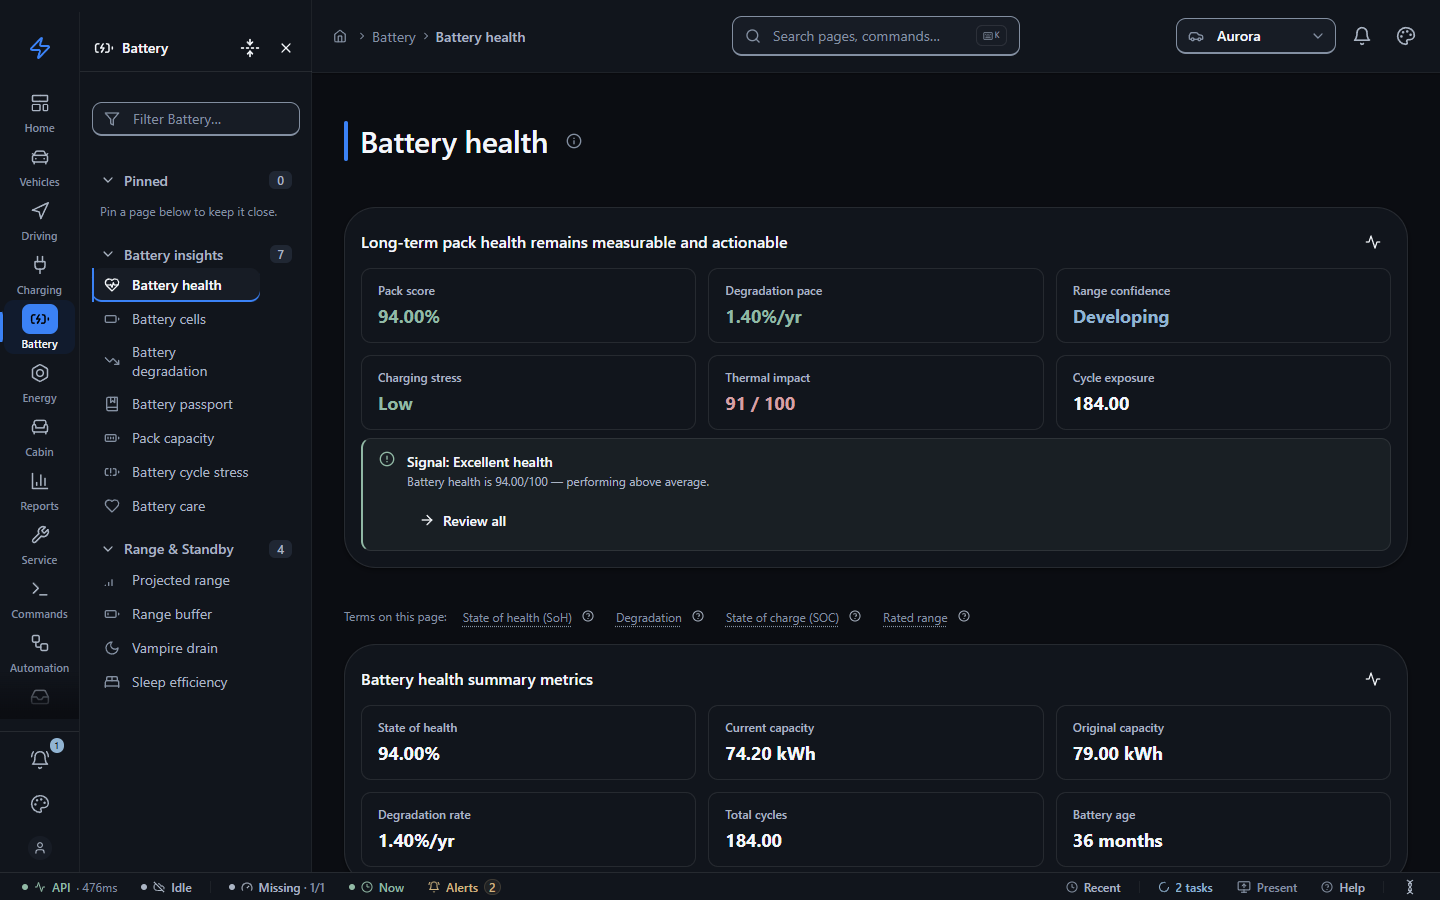 Battery
Battery
Battery health
Search pages, commands...
K
Aurora
Home
Vehicles
Driving
Charging
Battery
Energy
Cabin
Reports
Service
Commands
Automation
1
Filter Battery...
Pinned
0
Pin a page below to keep it close.
Battery insights
7
Battery health
Battery cells
Battery
degradation
Battery passport
Pack capacity
Battery cycle stress
Battery care
Range & Standby
4
Projected range
Range buffer
Vampire drain
Sleep efficiency
Battery health
Long-term pack health remains measurable and actionable
Pack score
94.00%
Degradation pace
1.40%/yr
Range confidence
Developing
Charging stress
Low
Thermal impact
91 / 100
Cycle exposure
184.00
Signal: Excellent health
Battery health is 94.00/100 — performing above average.
Review all
Terms on this page:
State of health (SoH)
Degradation
State of charge (SOC)
Rated range
Battery health summary metrics
State of health
94.00%
Current capacity
74.20 kWh
Original capacity
79.00 kWh
Degradation rate
1.40%/yr
Total cycles
184.00
Battery age
36 months
API · 476ms
Idle
Missing · 1/1
Now
Alerts 2
Recent
2 tasks
Present
Help